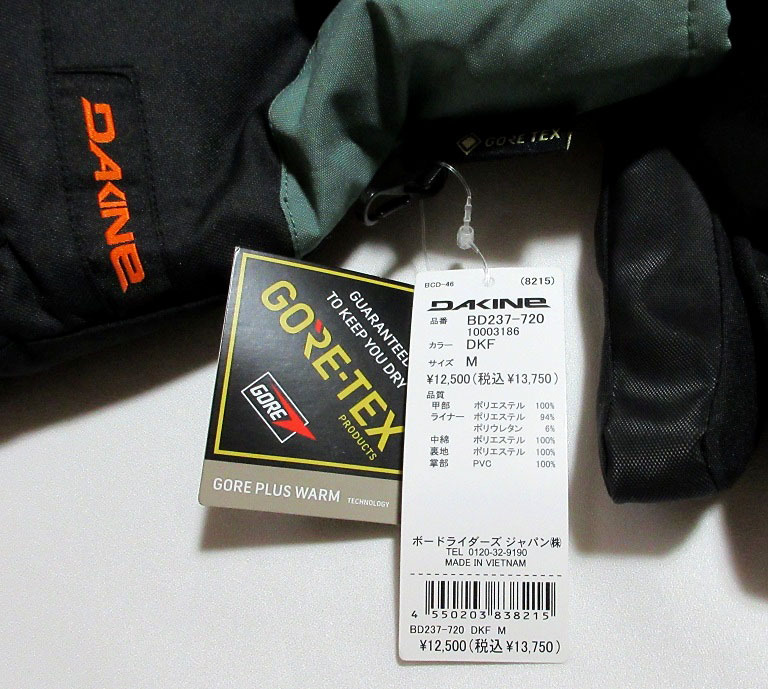 DAKINE
GORE-TEX
GUARANTEED
TO KEEP YOU DRY
GORE-TEX
PRODUCTS
GORE
GORE PLUS WARM TECHNOLOGY
BCD-46 (8215)
DAKINE
品番 BD237-720
10003186
カラー DKF
サイズ M
¥12,500(税込¥13,750)
品質
甲部 ポリエステル 100%
ライナー ポリエステル 94%
ポリウレタン 6%
中綿 ポリエステル 100%
裏地 ポリエステル 100%
掌部 PVC 100%
ボードライダーズ ジャパン㈱
TEL 0120-32-9190
MADE IN VIETNAM
4 550203 838215
BD237-720 DKF M
¥12,500(税込¥13,750)